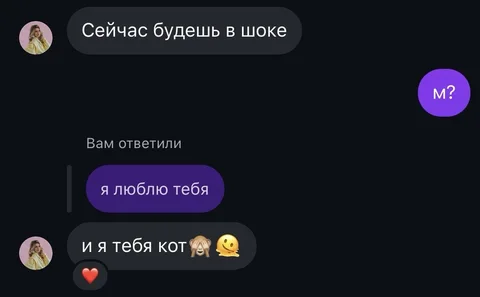 Сейчас будешь в шоке
м?
Вам ответили
я люблю тебя
и я тебя кот🙈🫠
❤️